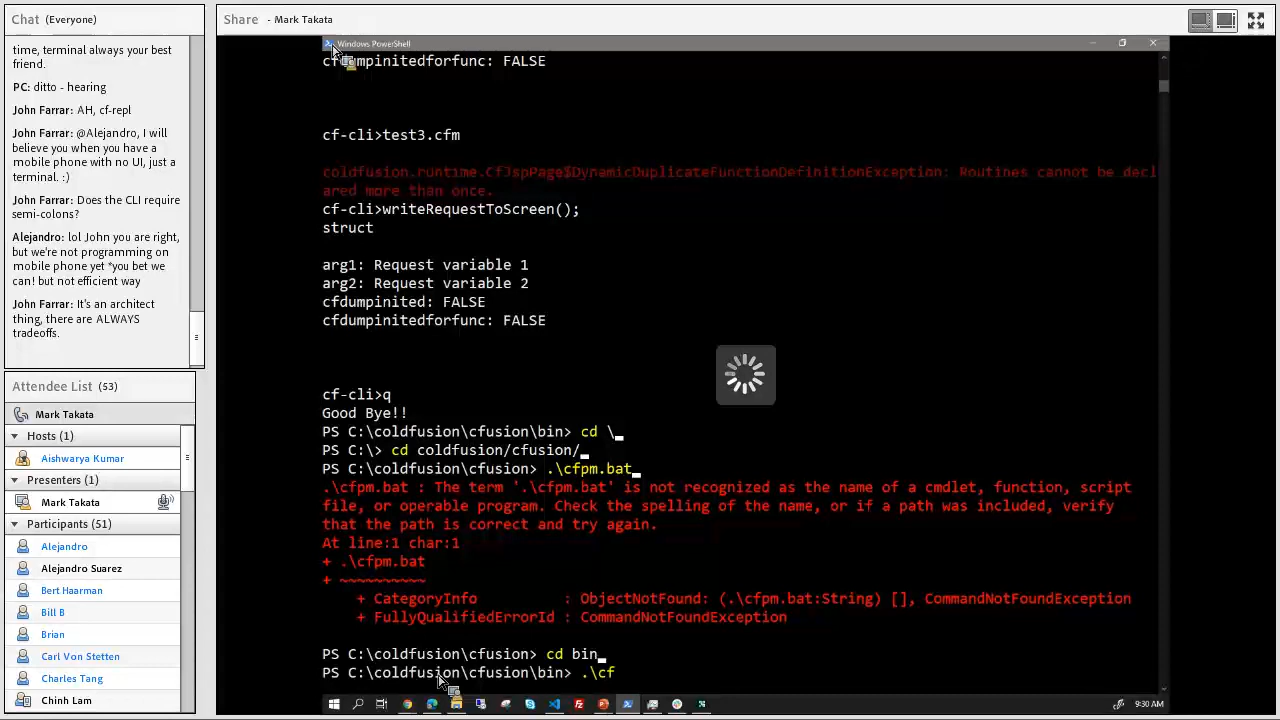 Chat (Everyone)
time, terminal always your best
friend.
PC: ditto - hearing
John Farrar: AH, cf-repl
John Farrar: @Alejandro, I will
believe you when you have a
mobile phone with no UI, just a
terminal. :)
John Farrar: Does the CLI require
semi-colons?
Alejandro: lol John you are right,
but we're not programming on
mobile phone yet *you bet we
can! but not efficient way
John Farrar: It's an architect
thing, there are ALWAYS
tradeoffs.
Attendee List (53)
Mark Takata
Hosts (1)
Aishwarya Kumar
Presenters (1)
Mark Takata
Participants (51)
Alejandro
Alejandro Suarez
Bert Haarman
Bill B
Brian
Carl Von Stetten
Charles Tang
Chinh Lam
Share - Mark Takata
Windows PowerShell
cfdumpinitedforfunc: FALSE
cf-cli>test3.cfm
coldfusion.runtime.CfJspPage$DynamicDuplicateFunctionDefinitionException: Routines cannot be decl
ared more than once.
cf-cli>writeRequestToScreen();
struct
arg1: Request variable 1
arg2: Request variable 2
cfdumpinited: FALSE
cfdumpinitedforfunc: FALSE
cf-cli>q
Good Bye!!
PS C:\coldfusion\cfusion\bin> cd \
PS C:\> cd coldfusion/cfusion/
PS C:\coldfusion\cfusion> .\cfpm.bat
.\cfpm.bat : The term '.\cfpm.bat' is not recognized as the name of a cmdlet, function, script
file, or operable program. Check the spelling of the name, or if a path was included, verify
that the path is correct and try again.
At line:1 char:1
+ .\cfpm.bat
+ ~~~~~~~~~~
+ CategoryInfo : ObjectNotFound: (.\cfpm.bat:String) [], CommandNotFoundException
+ FullyQualifiedErrorId : CommandNotFoundException
PS C:\coldfusion\cfusion> cd bin
PS C:\coldfusion\cfusion\bin> .\cf
9:30 AM